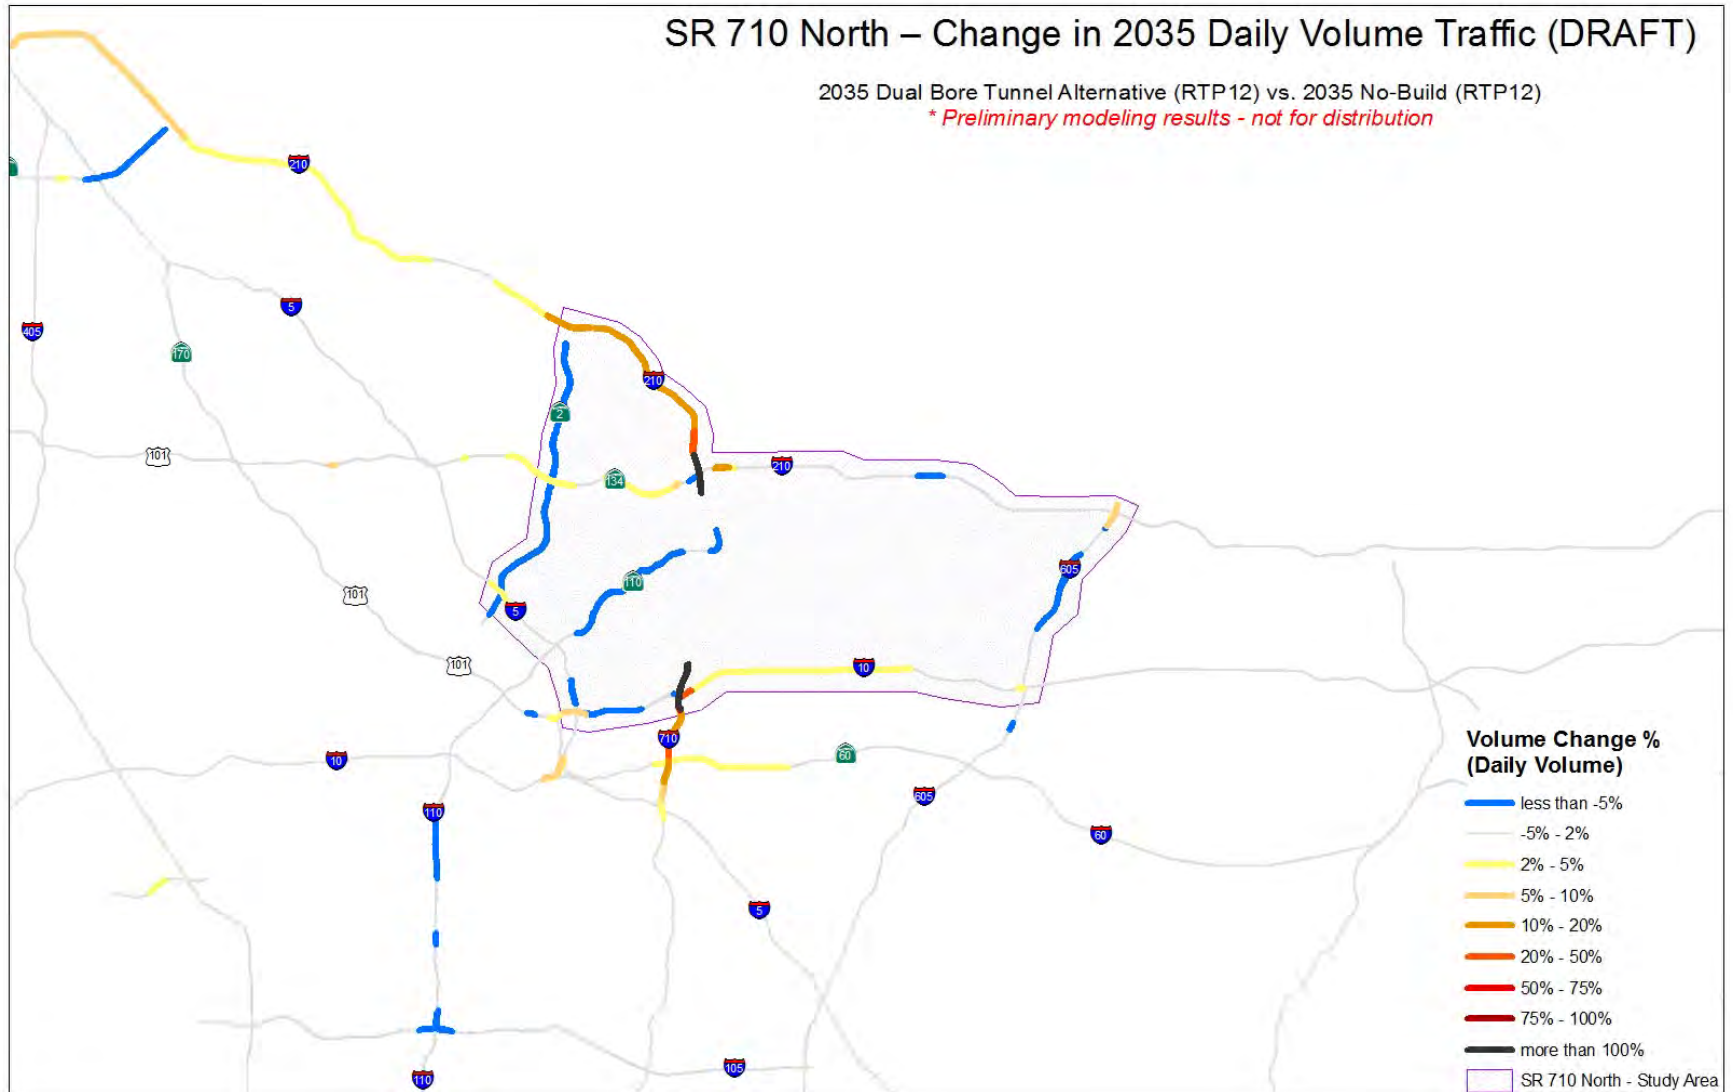 SR 710 North – Change in 2035 Daily Volume Traffic (DRAFT)
2035 Dual Bore Tunnel Alternative (RTP12) vs. 2035 No-Build (RTP12)
* Preliminary modeling results - not for distribution
210
5
405
170
210
2
101
134
210
110
605
101
5
101
10
710
60
10
605
110
60
5
105
110
Volume Change %
(Daily Volume)
less than -5%
-5% - 2%
2% - 5%
5% - 10%
10% - 20%
20% - 50%
50% - 75%
75% - 100%
more than 100%
SR 710 North - Study Area